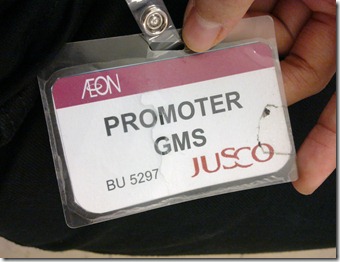 ÆON
PROMOTER
GMS
BU 5297
JUSCO